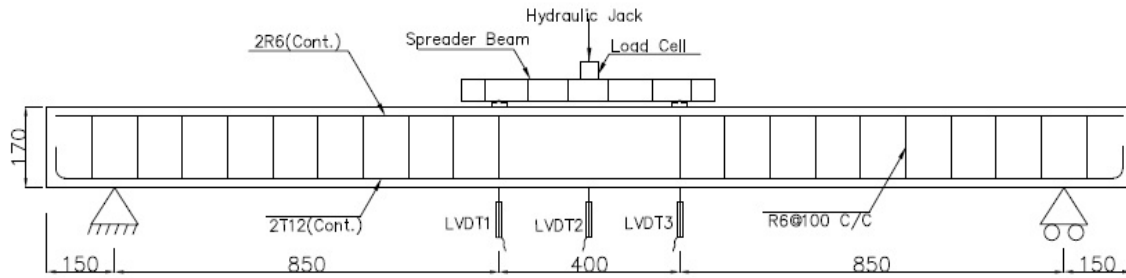 Hydraulic Jack
2R6(Cont.)
Spreader Beam
Load Cell
170
2T12(Cont.)
LVDT1
LVDT2
LVDT3
R6@100 C/C
150
850
400
850
150